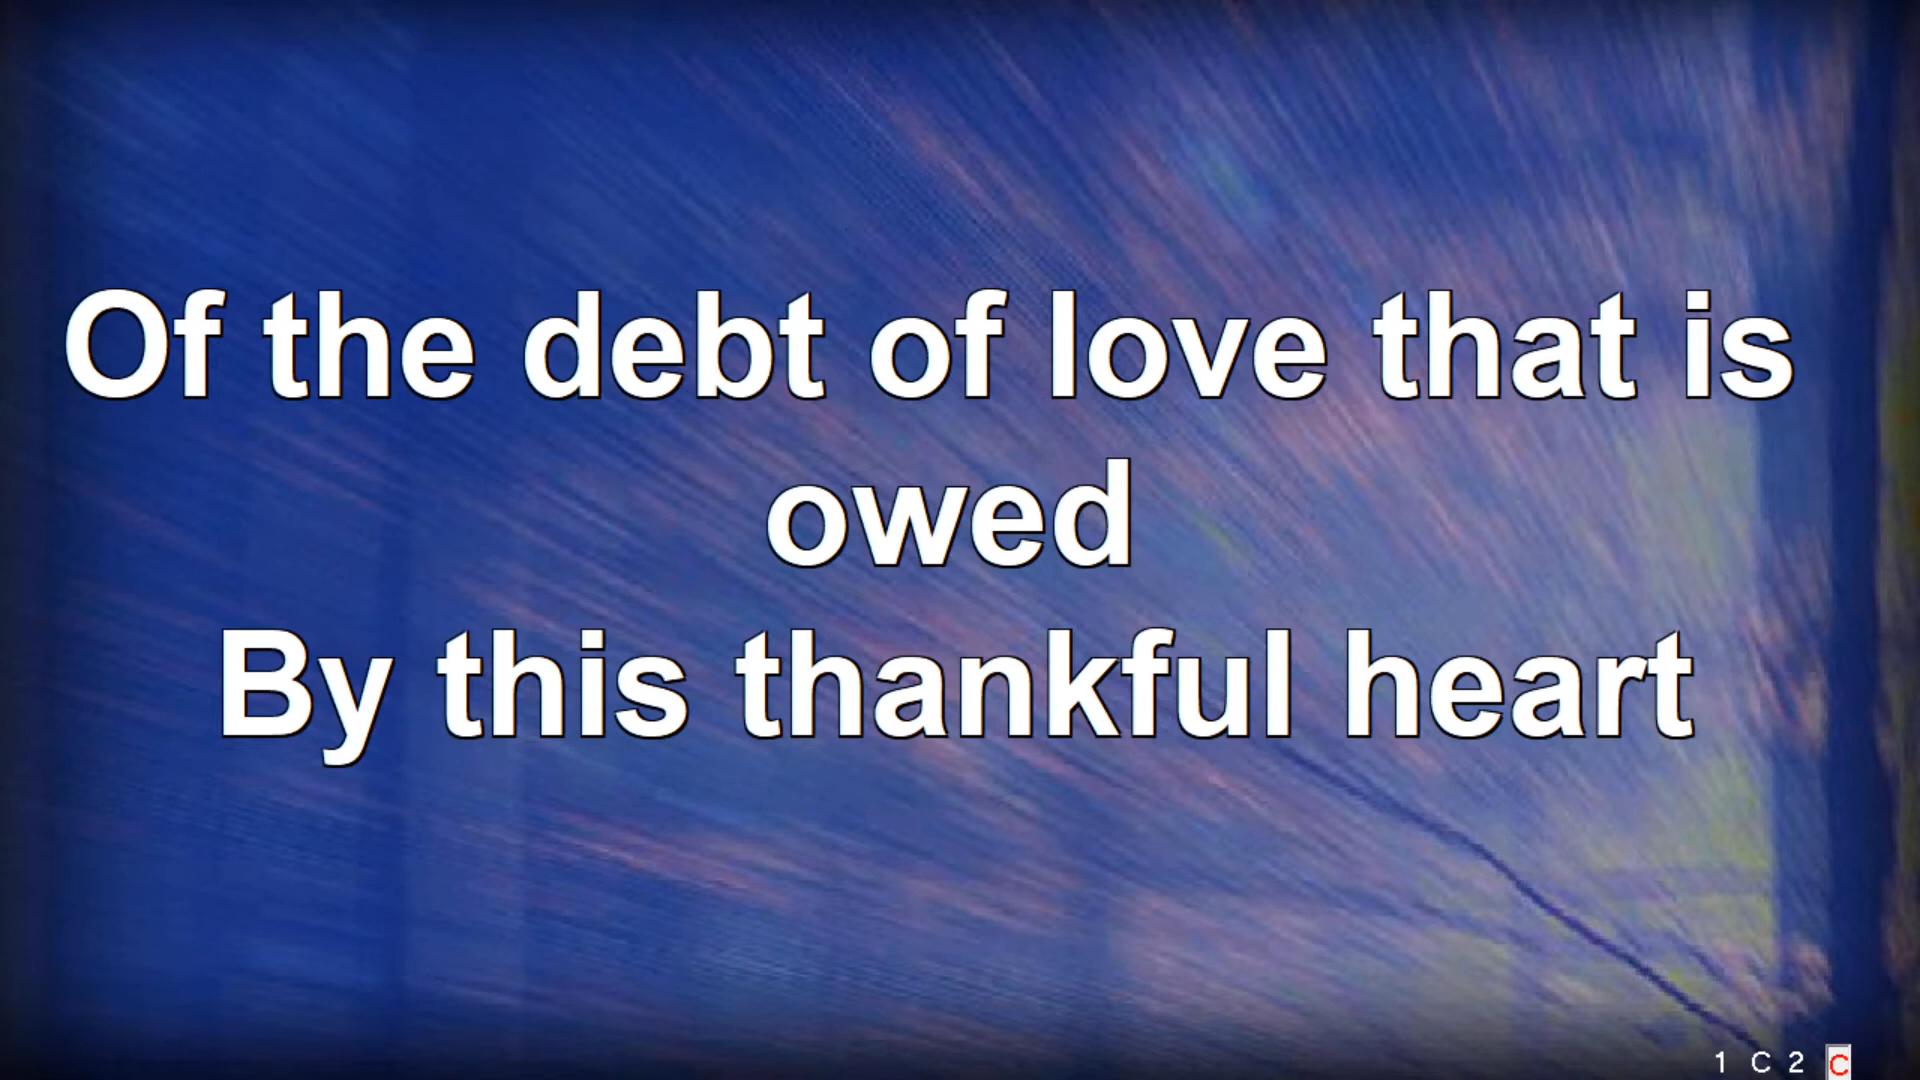 Of the debt of love that is
owed
By this thankful heart
1 C 2 C